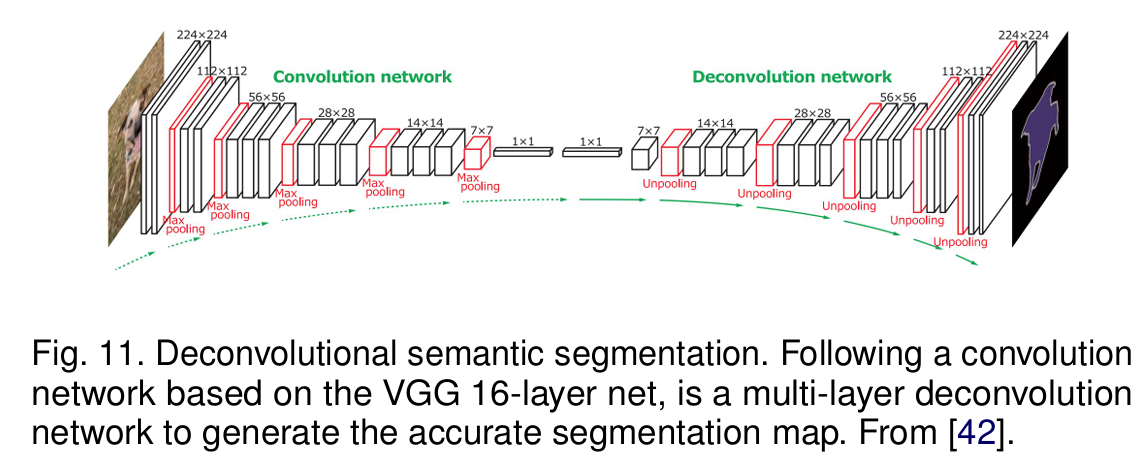 224×224
112×112
56×56
28×28
14×14
7×7
1×1
1×1
7×7
14×14
28×28
56×56
112×112
224×224
Convolution network
Deconvolution network
Max
pooling
Max
pooling
Max
pooling
Max
pooling
Max
pooling
Unpooling
Unpooling
Unpooling
Unpooling
Unpooling
Fig. 11. Deconvolutional semantic segmentation. Following a convolution
network based on the VGG 16-layer net, is a multi-layer deconvolution
network to generate the accurate segmentation map. From [42].